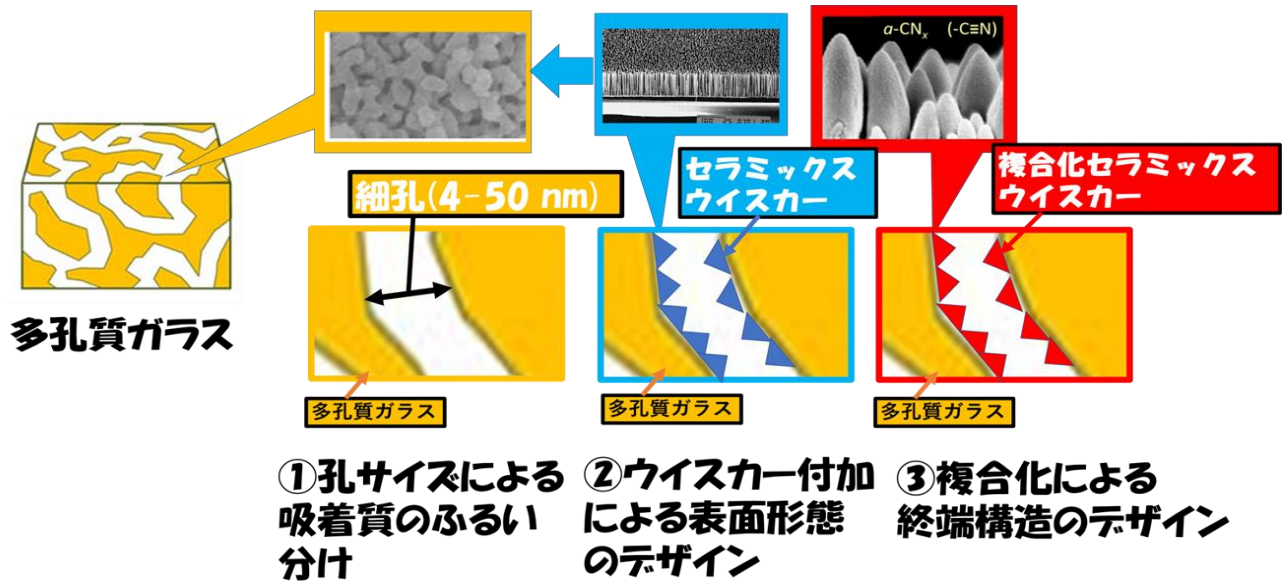 a-CNx (-C≡N)
セラミックス
ウイスカー
複合化セラミックス
ウイスカー
細孔(4-50 nm)
多孔質ガラス
多孔質ガラス
多孔質ガラス
多孔質ガラス
①孔サイズによる
吸着質のふるい
分け
②ウイスカー付加
による表面形態
のデザイン
③複合化による
終端構造のデザイン